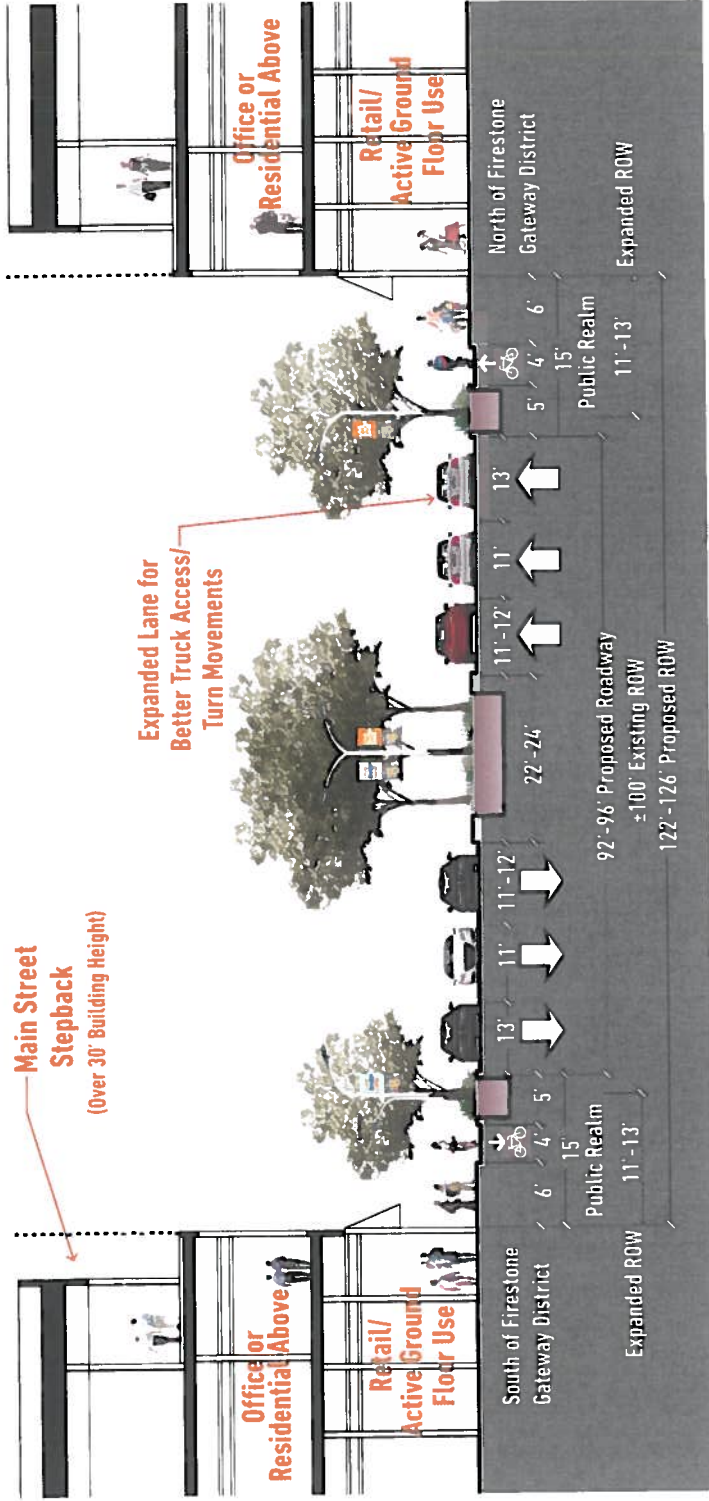 Main Street
Stepback
(Over 30' Building Height)
Expanded Lane for
Better Truck Access/
Turn Movements
Office or
Residential Above
Retail/
Active Ground
Floor Use
Office or
Residential Above
Retail/
Active Ground
Floor Use
South of Firestone
Gateway District
6'
4'
5'
15'
Public Realm
11'-13'
Expanded ROW
13'
11'
11'-12'
22'-24'
11'-12'
11'
13'
92'-96' Proposed Roadway
±100' Existing ROW
122'-126' Proposed ROW
5'
4'
6'
15'
Public Realm
11'-13'
North of Firestone
Gateway District
Expanded ROW